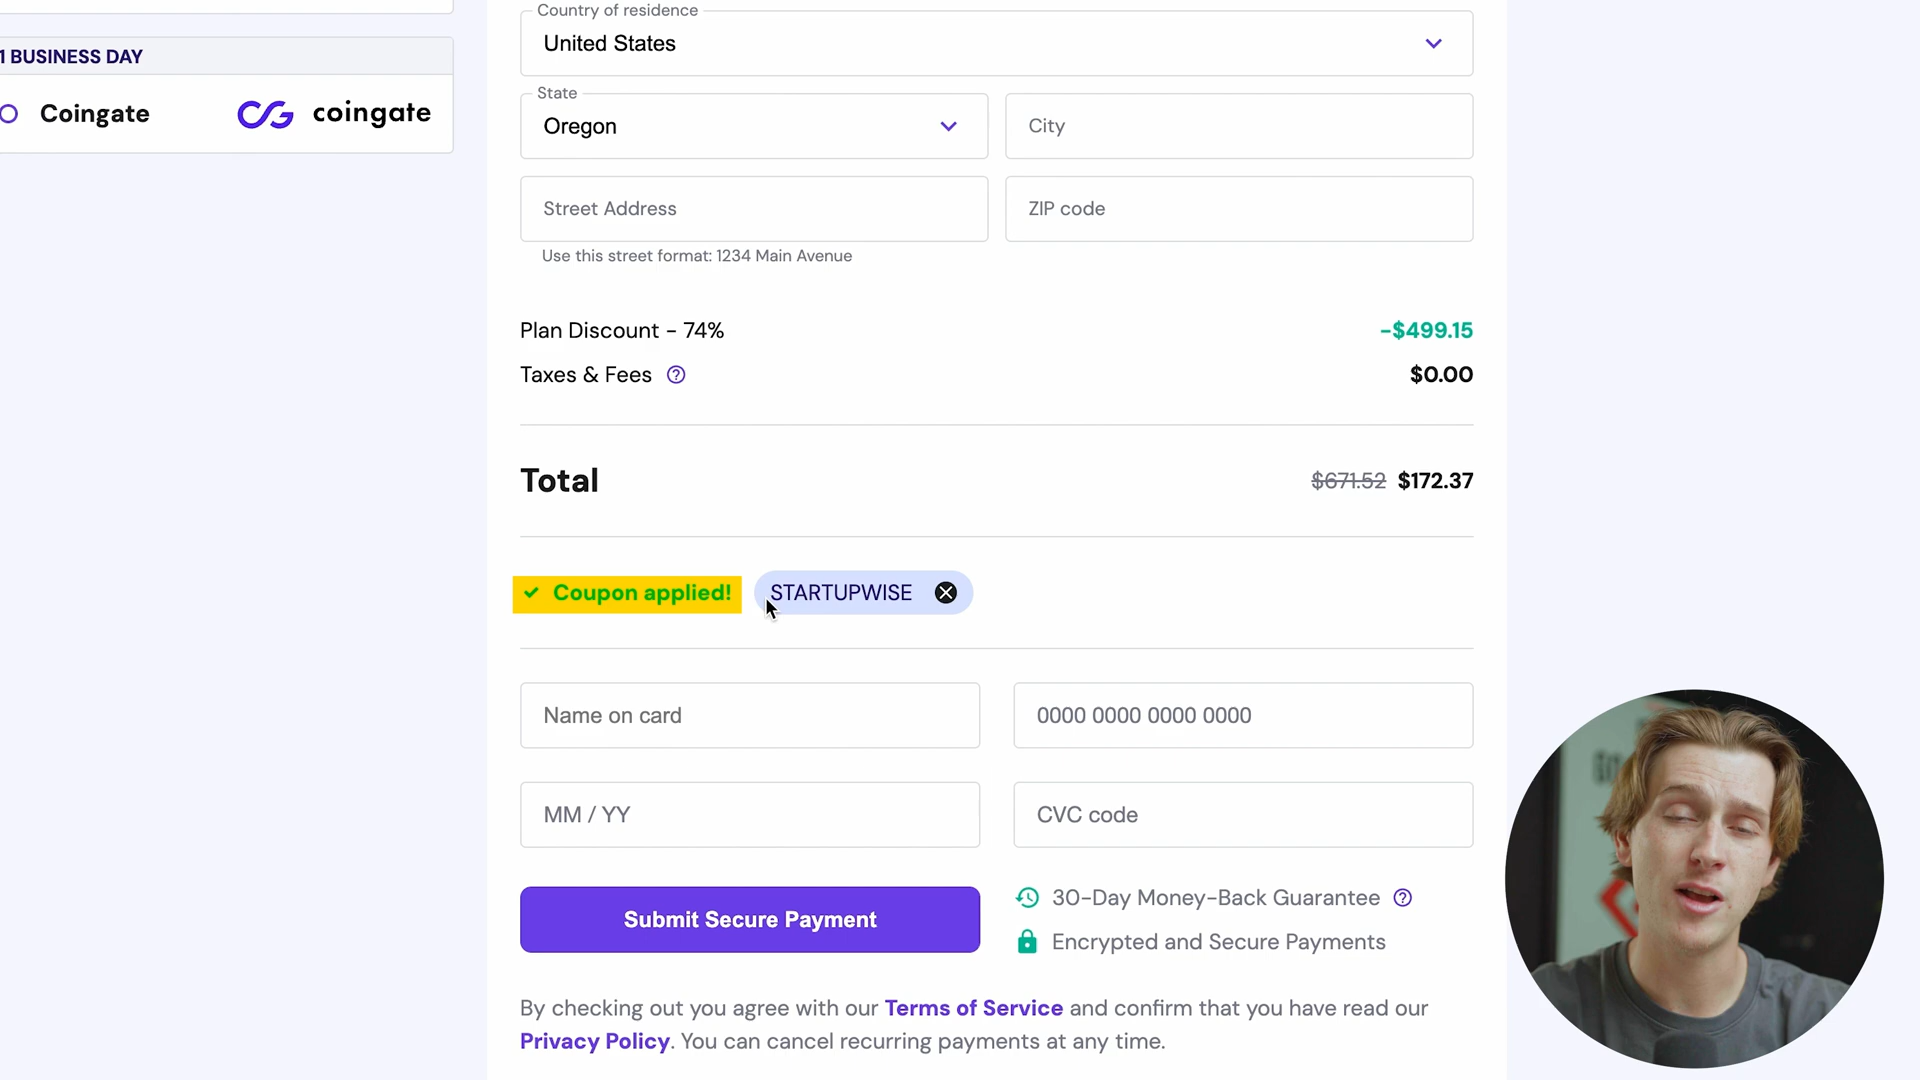 1 BUSINESS DAY
Coingate
coingate
Country of residence
United States
State
Oregon
City
Street Address
ZIP code
Use this street format: 1234 Main Avenue
Plan Discount - 74%
-$499.15
Taxes & Fees
$0.00
Total
$671.52 $172.37
Coupon applied!
STARTUPWISE
Name on card
0000 0000 0000 0000
MM / YY
CVC code
Submit Secure Payment
30-Day Money-Back Guarantee
Encrypted and Secure Payments
By checking out you agree with our Terms of Service and confirm that you have read our
Privacy Policy. You can cancel recurring payments at any time.